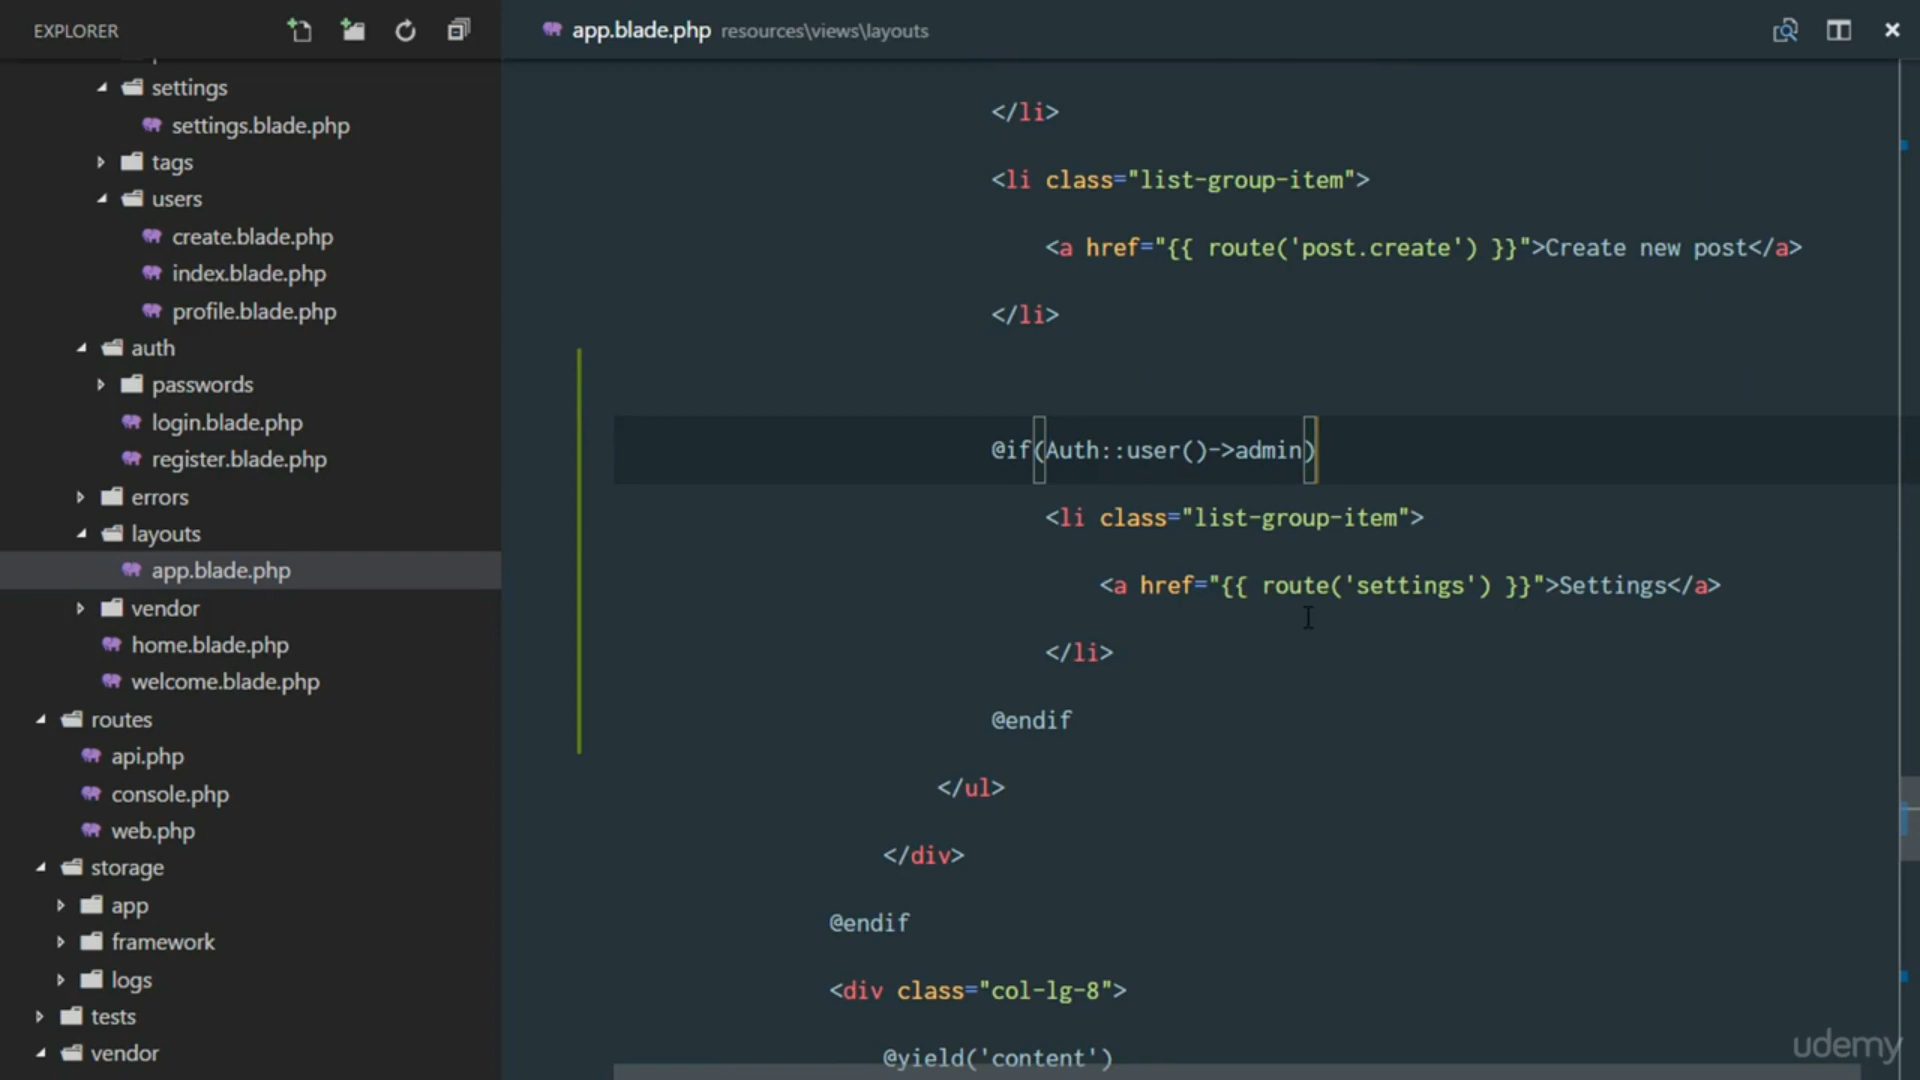 EXPLORER
settings
settings.blade.php
tags
users
create.blade.php
index.blade.php
profile.blade.php
auth
passwords
login.blade.php
register.blade.php
errors
layouts
app.blade.php
vendor
home.blade.php
welcome.blade.php
routes
api.php
console.php
web.php
storage
app
framework
logs
tests
vendor
app.blade.php resources\views\layouts
</li>
<li class="list-group-item">
<a href="{{ route('post.create') }}">Create new post</a>
</li>
@if(Auth::user()->admin)
<li class="list-group-item">
<a href="{{ route('settings') }}">Settings</a>
</li>
@endif
</ul>
</div>
@endif
<div class="col-lg-8">
@yield('content')
udemy